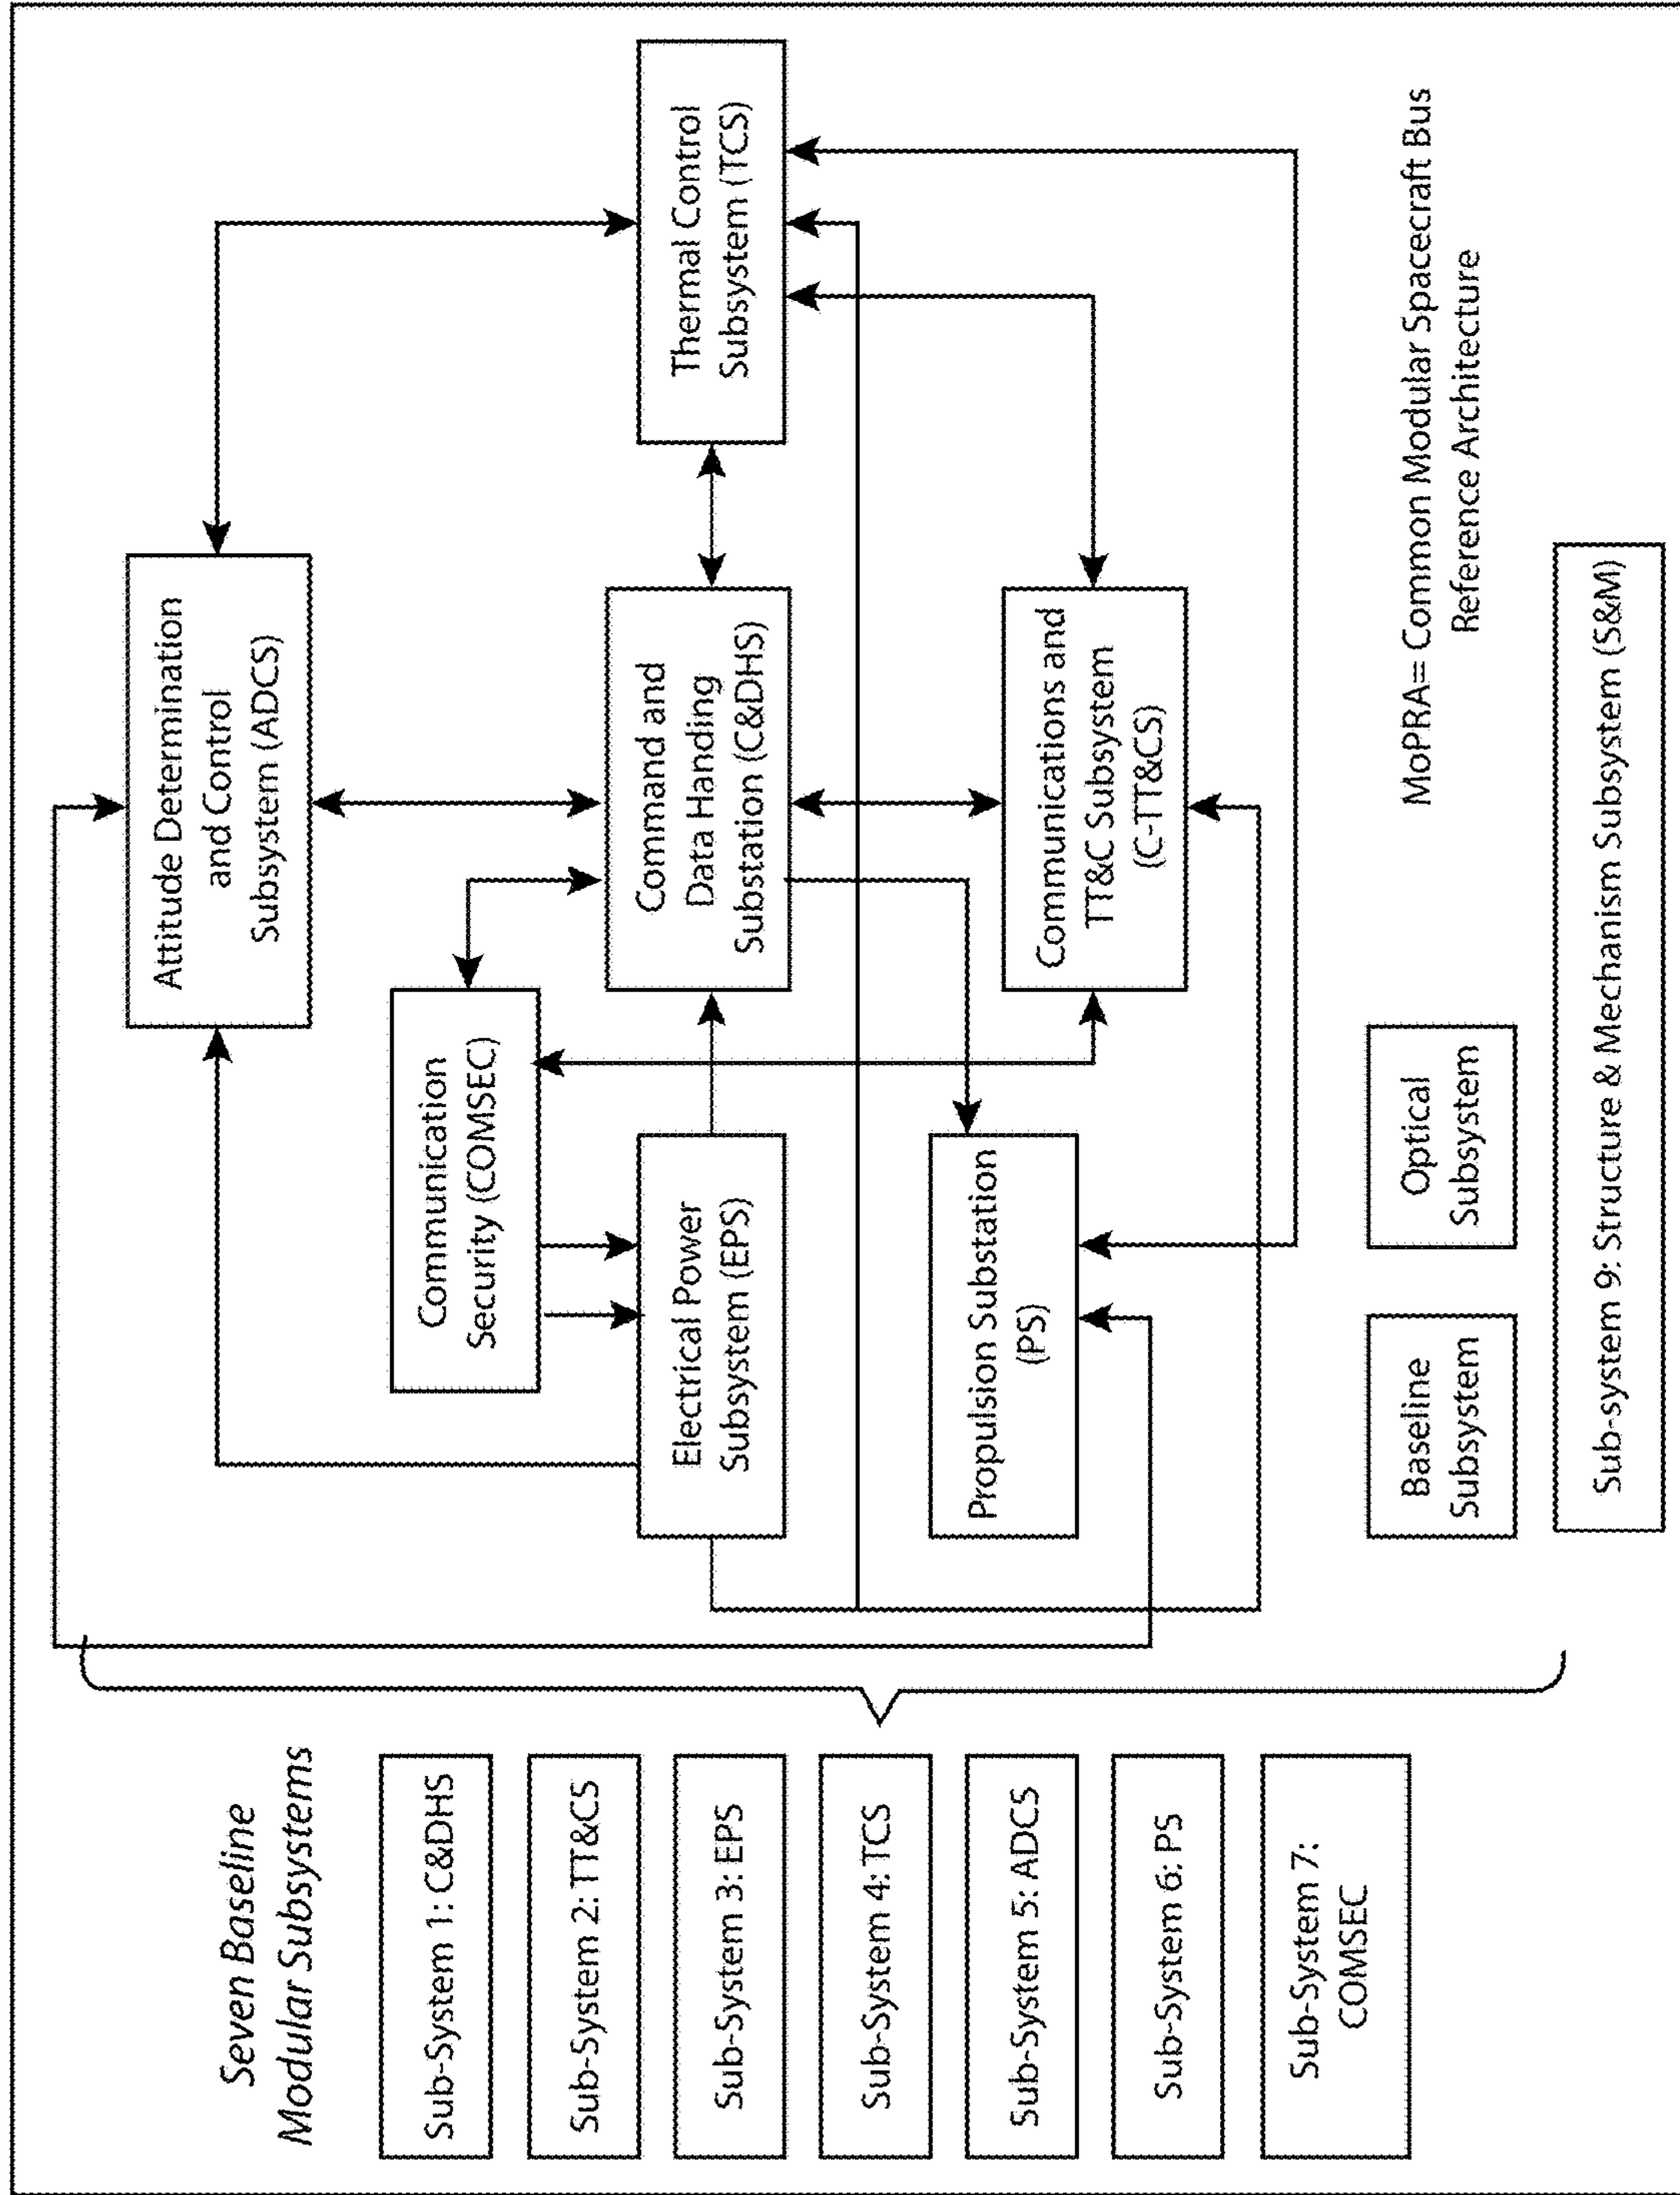 Seven Baseline
Modular Subsystems
Sub-System 1: C&DHS
Sub-System 2: TT&CS
Sub-System 3: EPS
Sub-System 4: TCS
Sub-System 5: ADCS
Sub-System 6: PS
Sub-System 7:
COMSEC
Attitude Determination
and Control
Subsystem (ADCS)
Communication
Security (COMSEC)
Electrical Power
Subsystem (EPS)
Command and
Data Handing
Substation (C&DHS)
Thermal Control
Subsystem (TCS)
Propulsion Substation
(PS)
Communications and
TT&C Subsystem
(C-TT&CS)
Baseline
Subsystem
Optical
Subsystem
MoPRA= Common Modular Spacecraft Bus
Reference Architecture
Sub-system 9: Structure & Mechanism Subsystem (S&M)